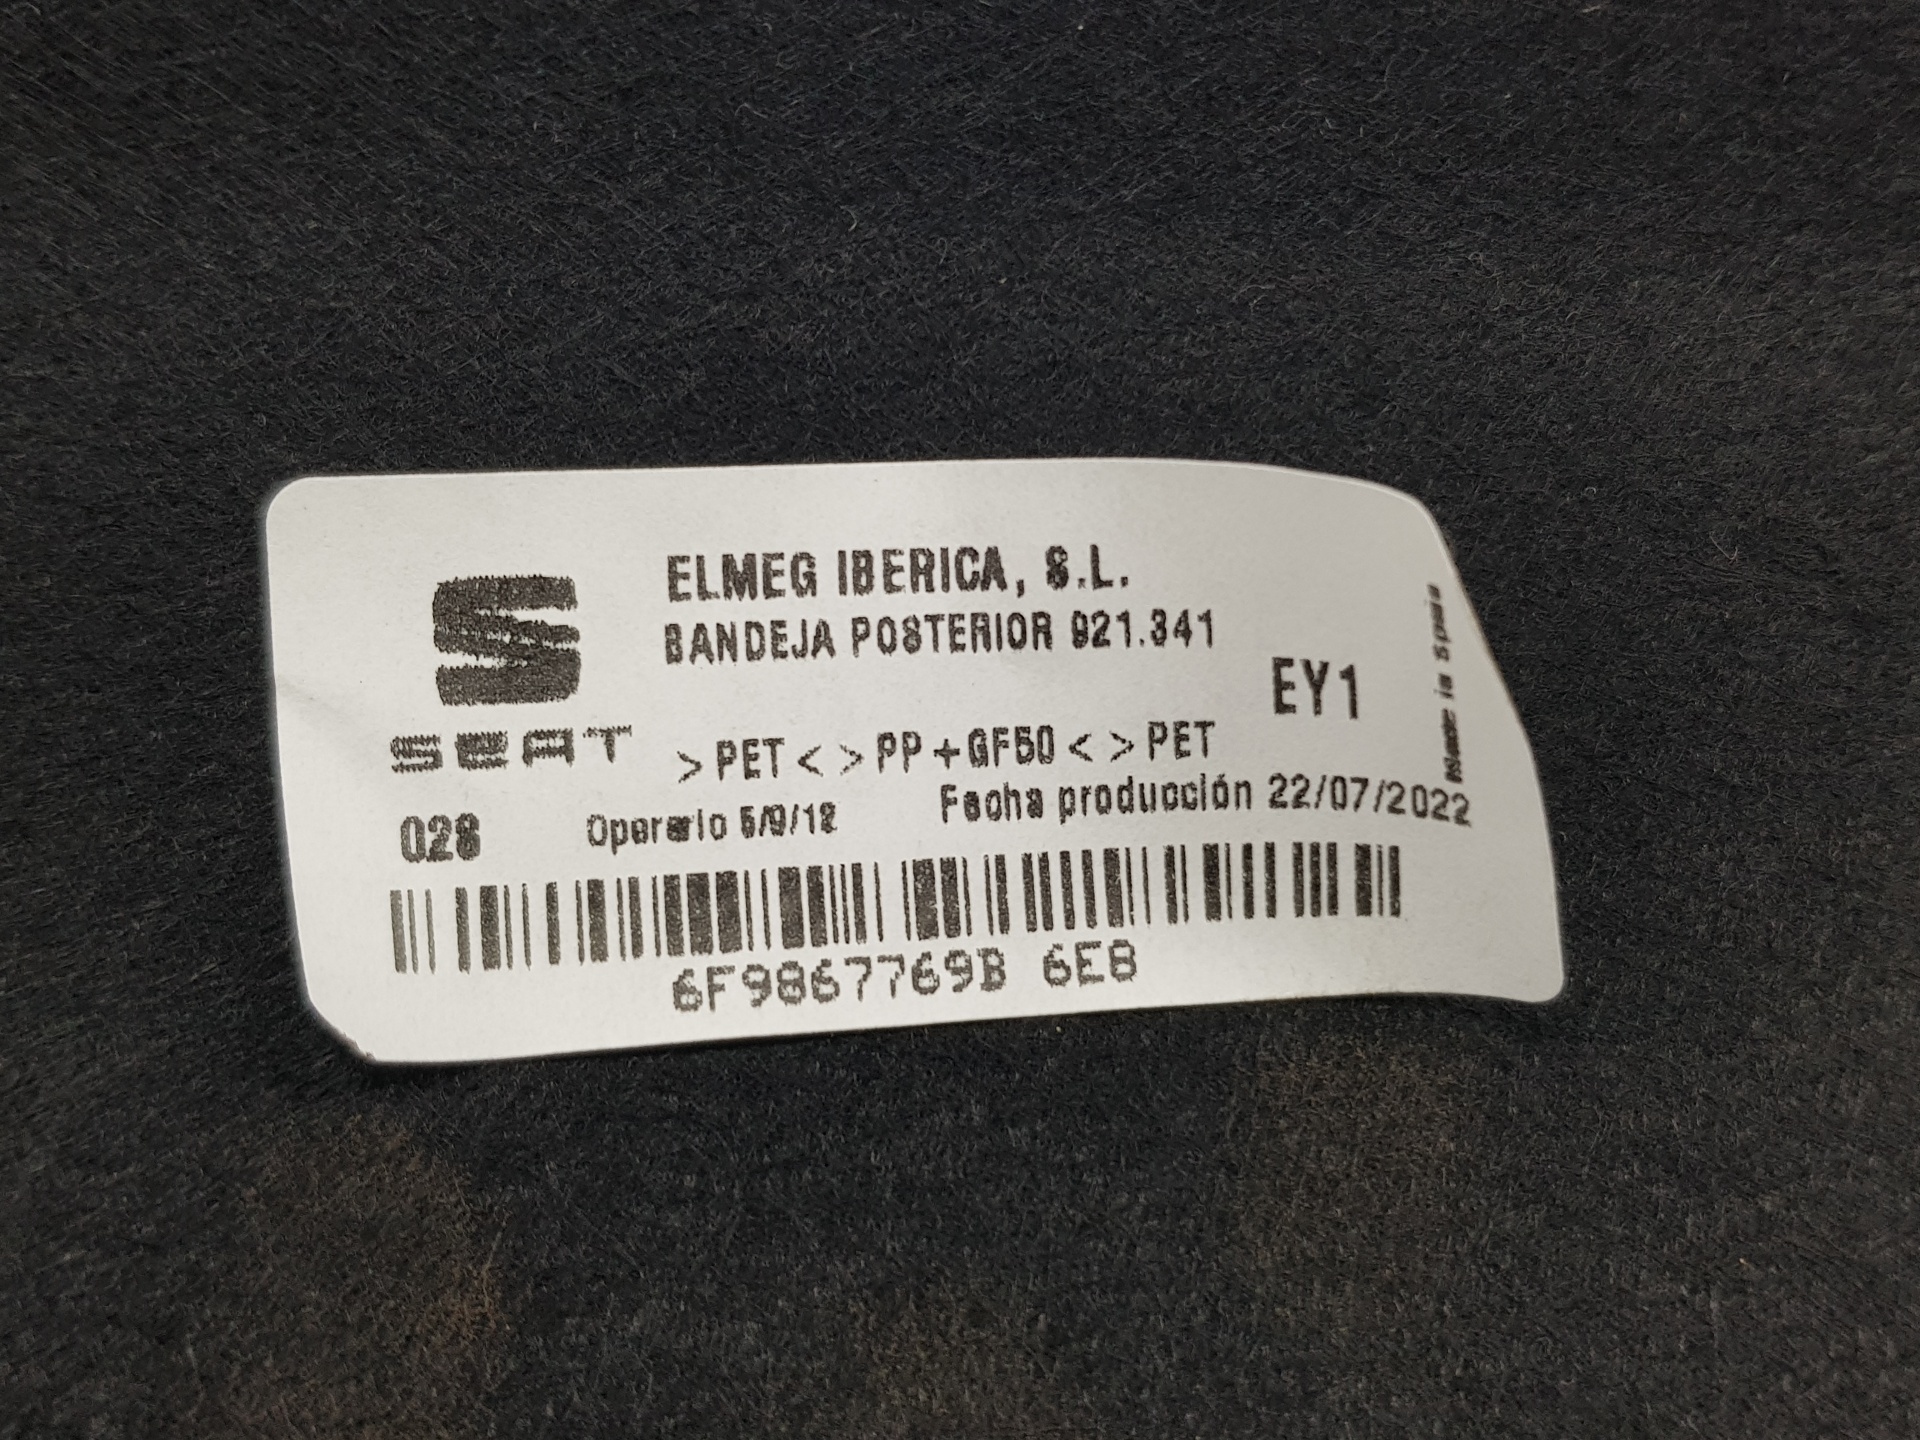 ELMEG IBERICA, S.L.
BANDEJA POSTERIOR 921.341
EY1
Made in Spain
SEAT
>PET< >PP+GF50< >PET
028
Operario 5/9/12
Fecha producción 22/07/2022
6F9867769B 6E8